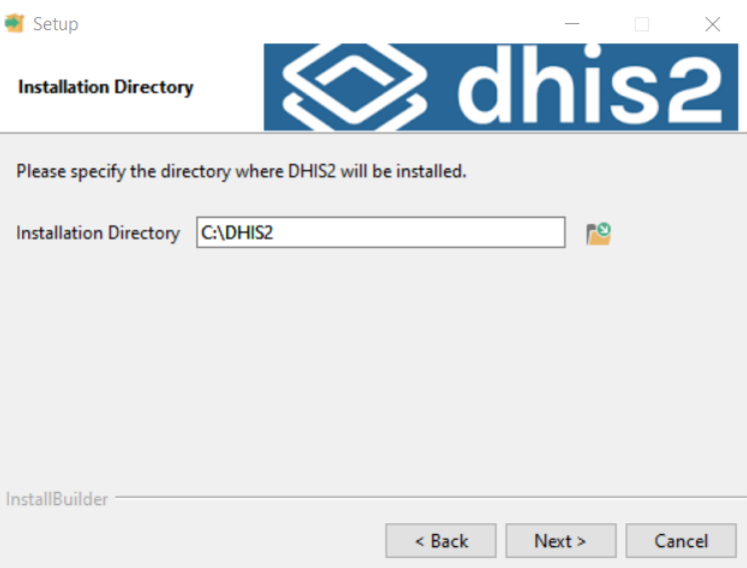 Setup
Installation Directory
dhis2
Please specify the directory where DHIS2 will be installed.
Installation Directory C:\DHIS2
InstallBuilder
< Back Next > Cancel